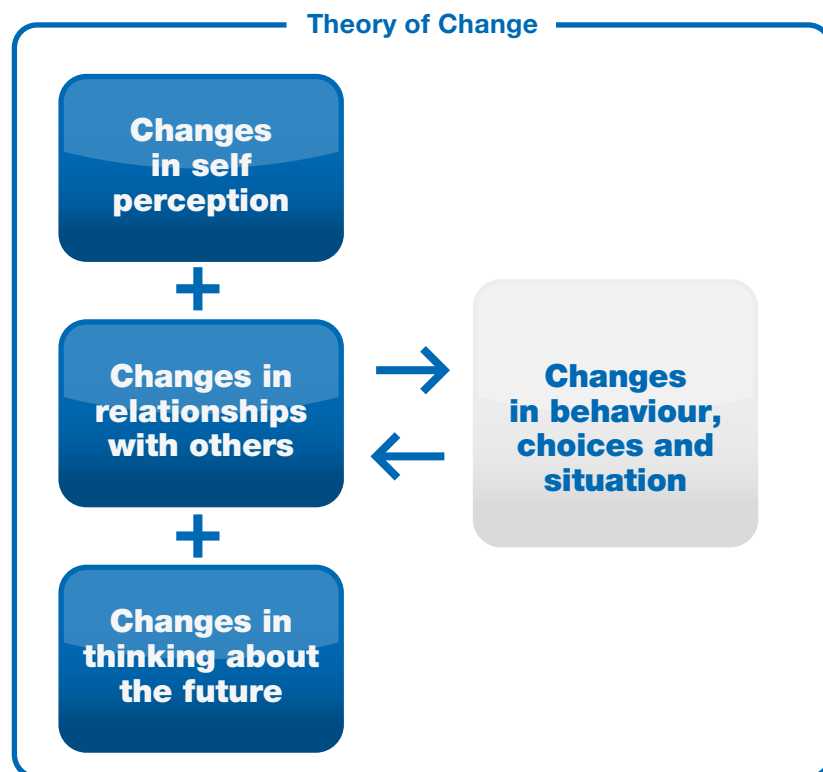 Theory of Change
Changes
in self
perception
+
Changes in
relationships
with others
+
Changes in
thinking about
the future
Changes
in behaviour,
choices and
situation